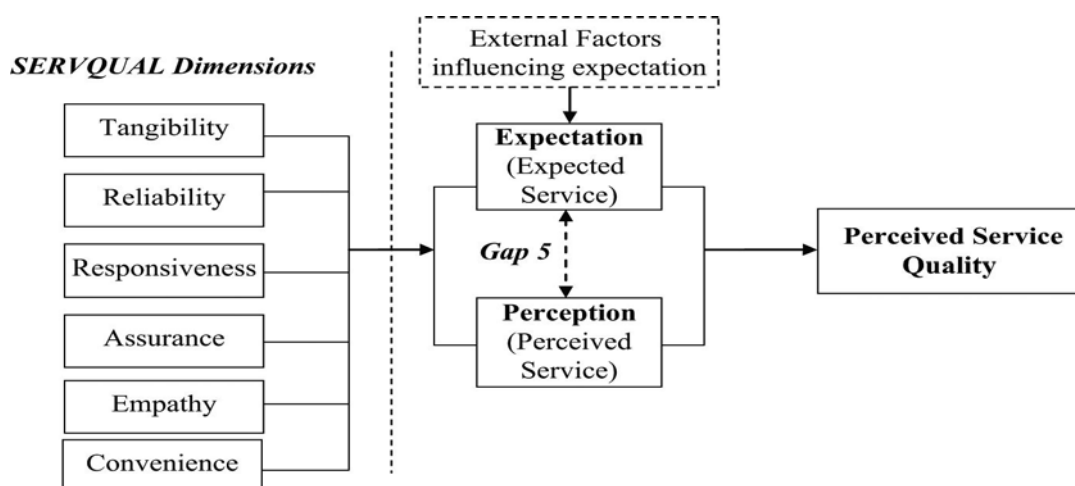 SERVQUAL Dimensions
Tangibility
Reliability
Responsiveness
Assurance
Empathy
Convenience
External Factors
influencing expectation
Expectation
(Expected
Service)
Gap 5
Perception
(Perceived
Service)
Perceived Service
Quality